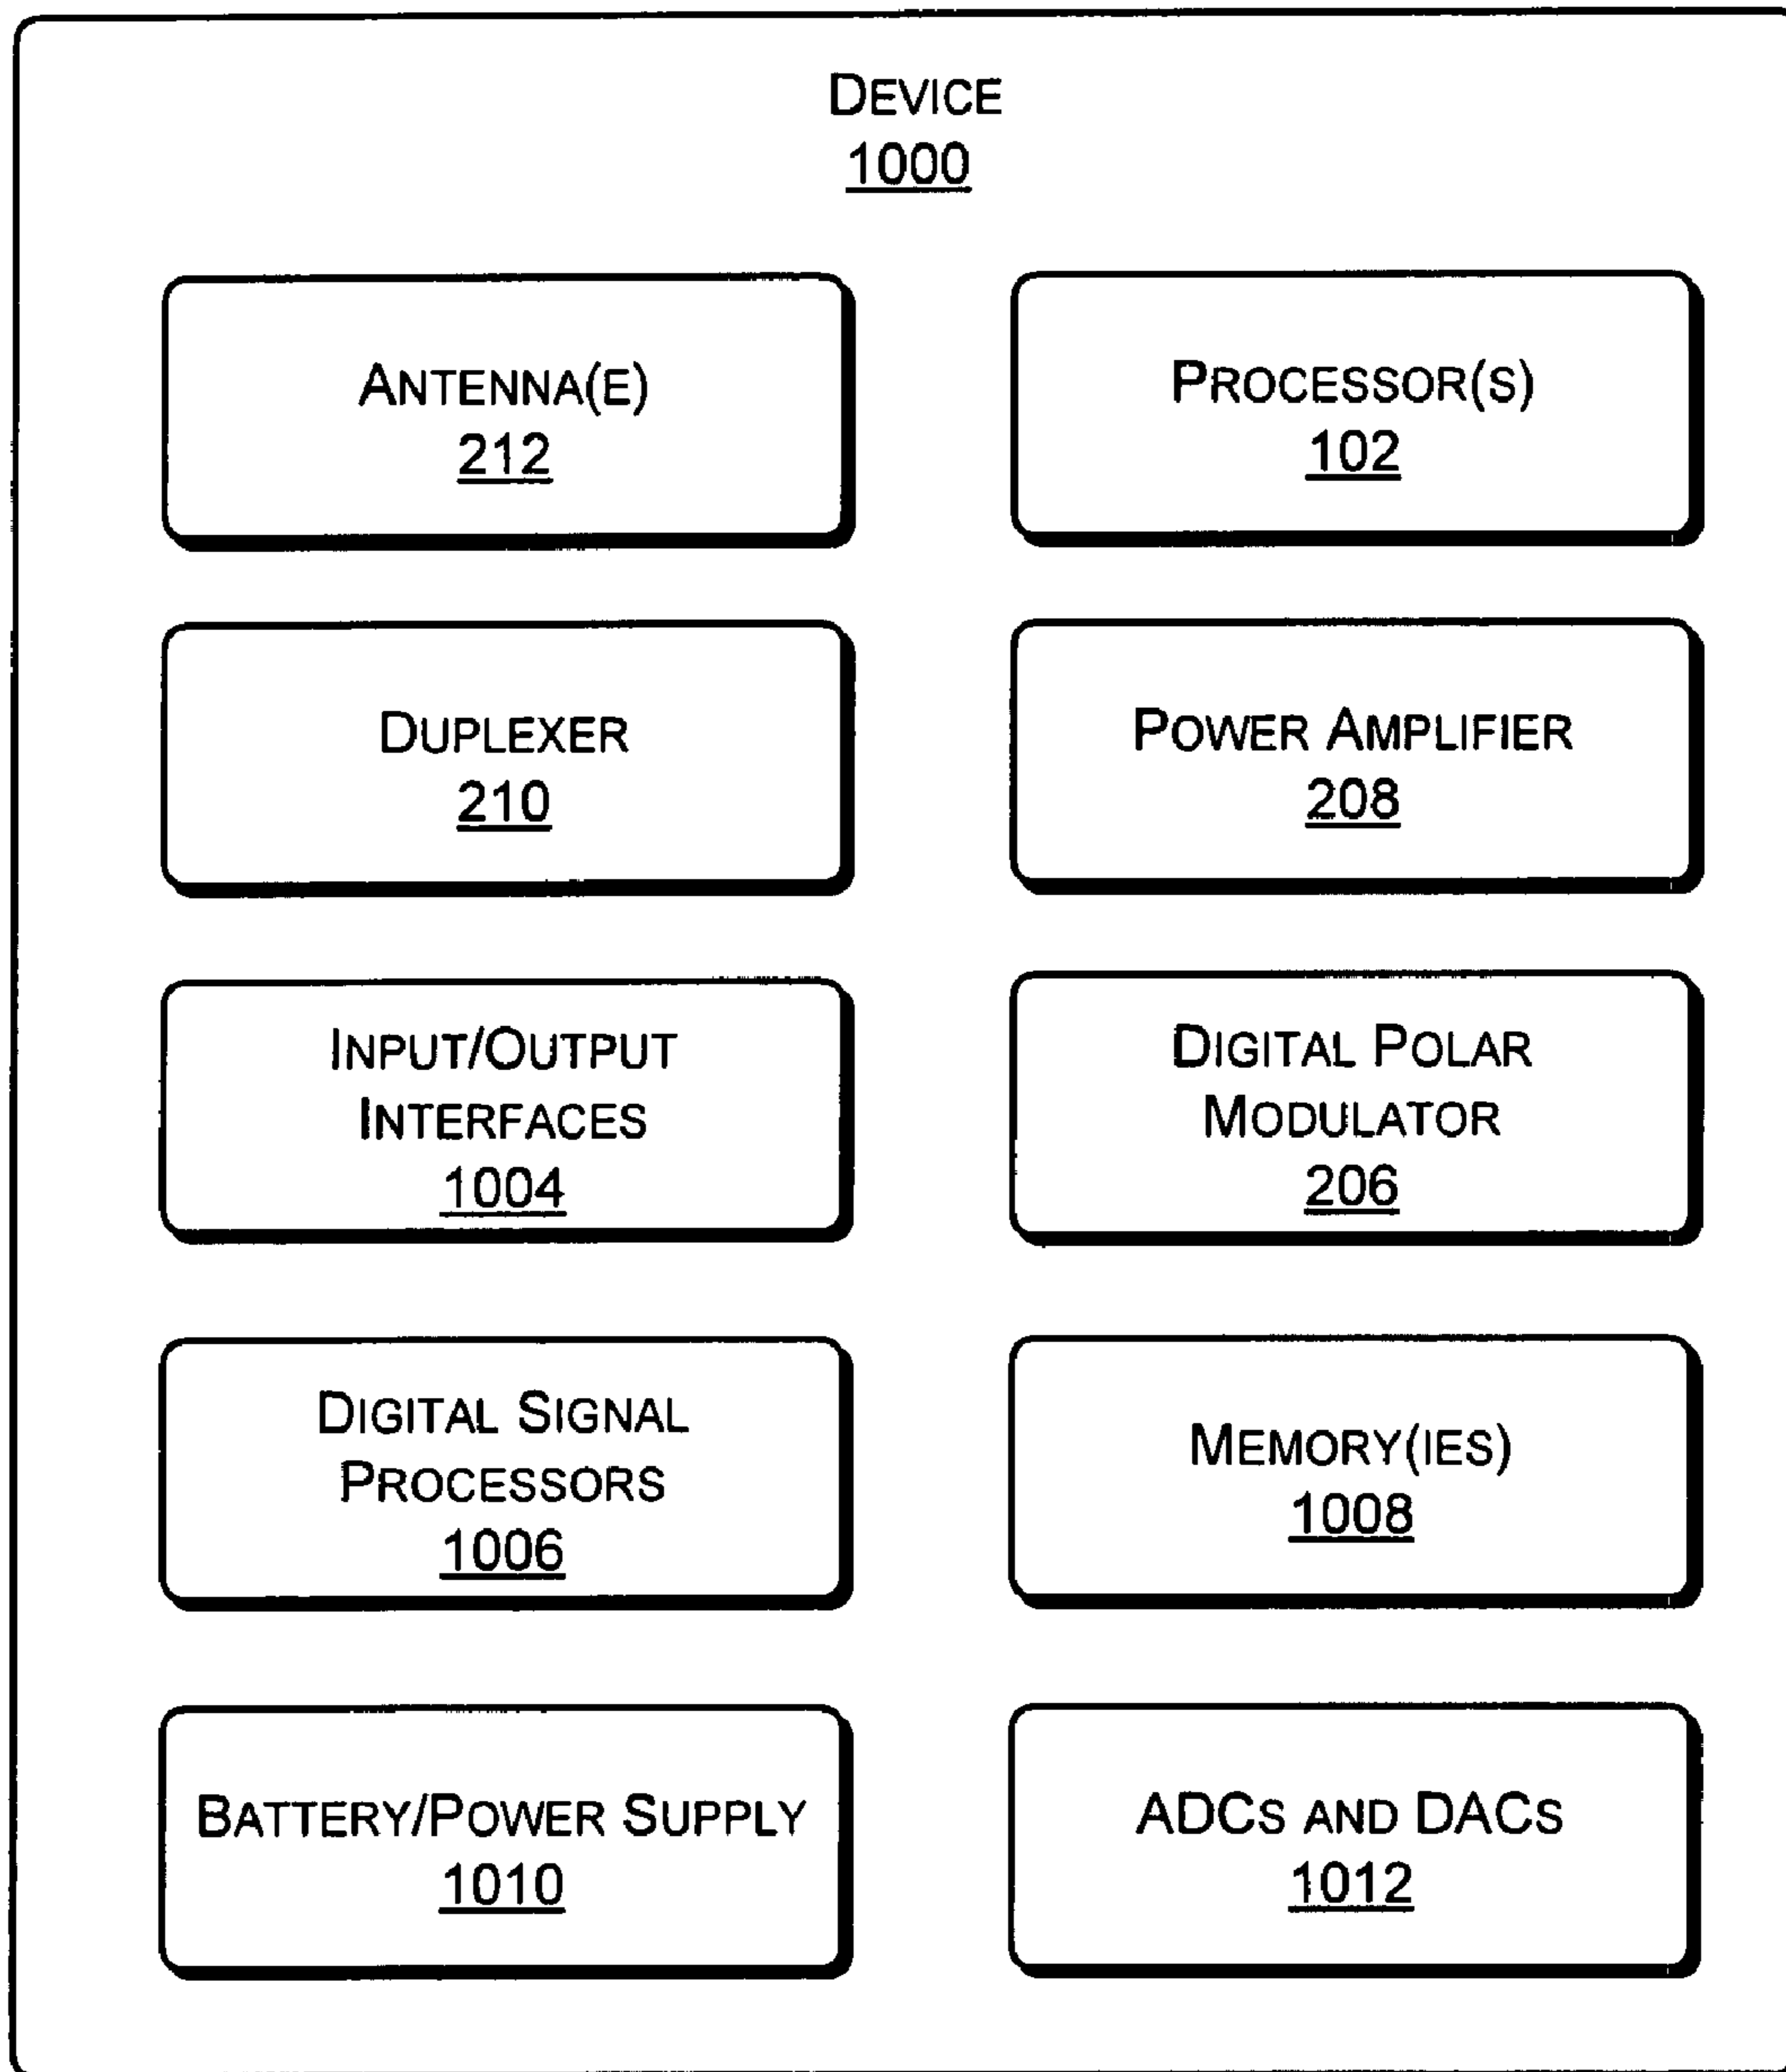 DEVICE
1000
ANTENNA(E)
212
PROCESSOR(S)
102
DUPLEXER
210
POWER AMPLIFIER
208
INPUT/OUTPUT
INTERFACES
1004
DIGITAL POLAR
MODULATOR
206
DIGITAL SIGNAL
PROCESSORS
1006
MEMORY(IES)
1008
BATTERY/POWER SUPPLY
1010
ADCS AND DACS
1012